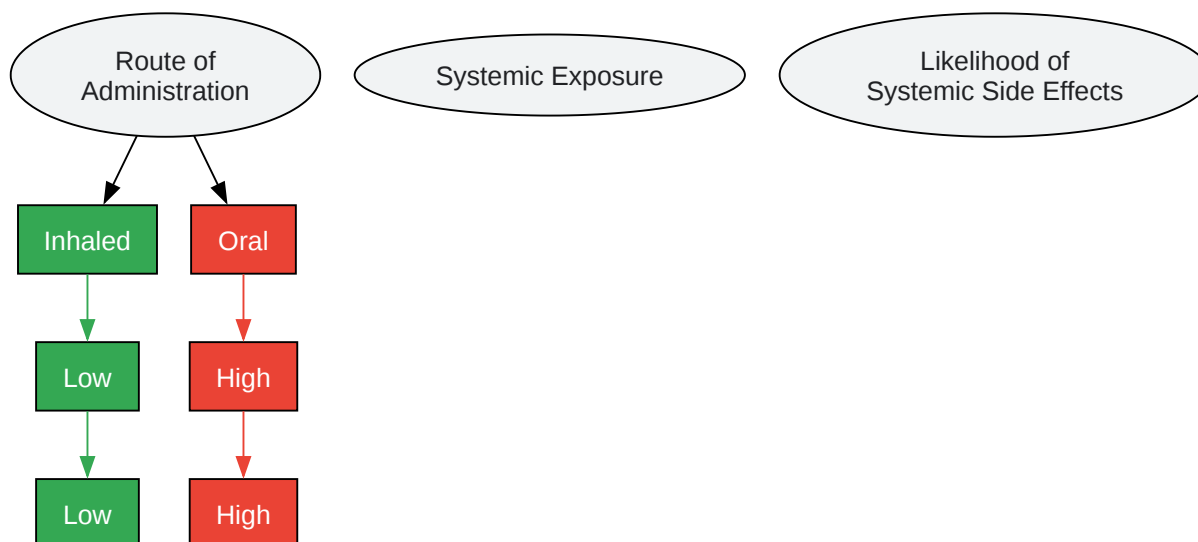 Route of
Administration
Systemic Exposure
Likelihood of
Systemic Side Effects
Inhaled
Oral
Low
High
Low
High